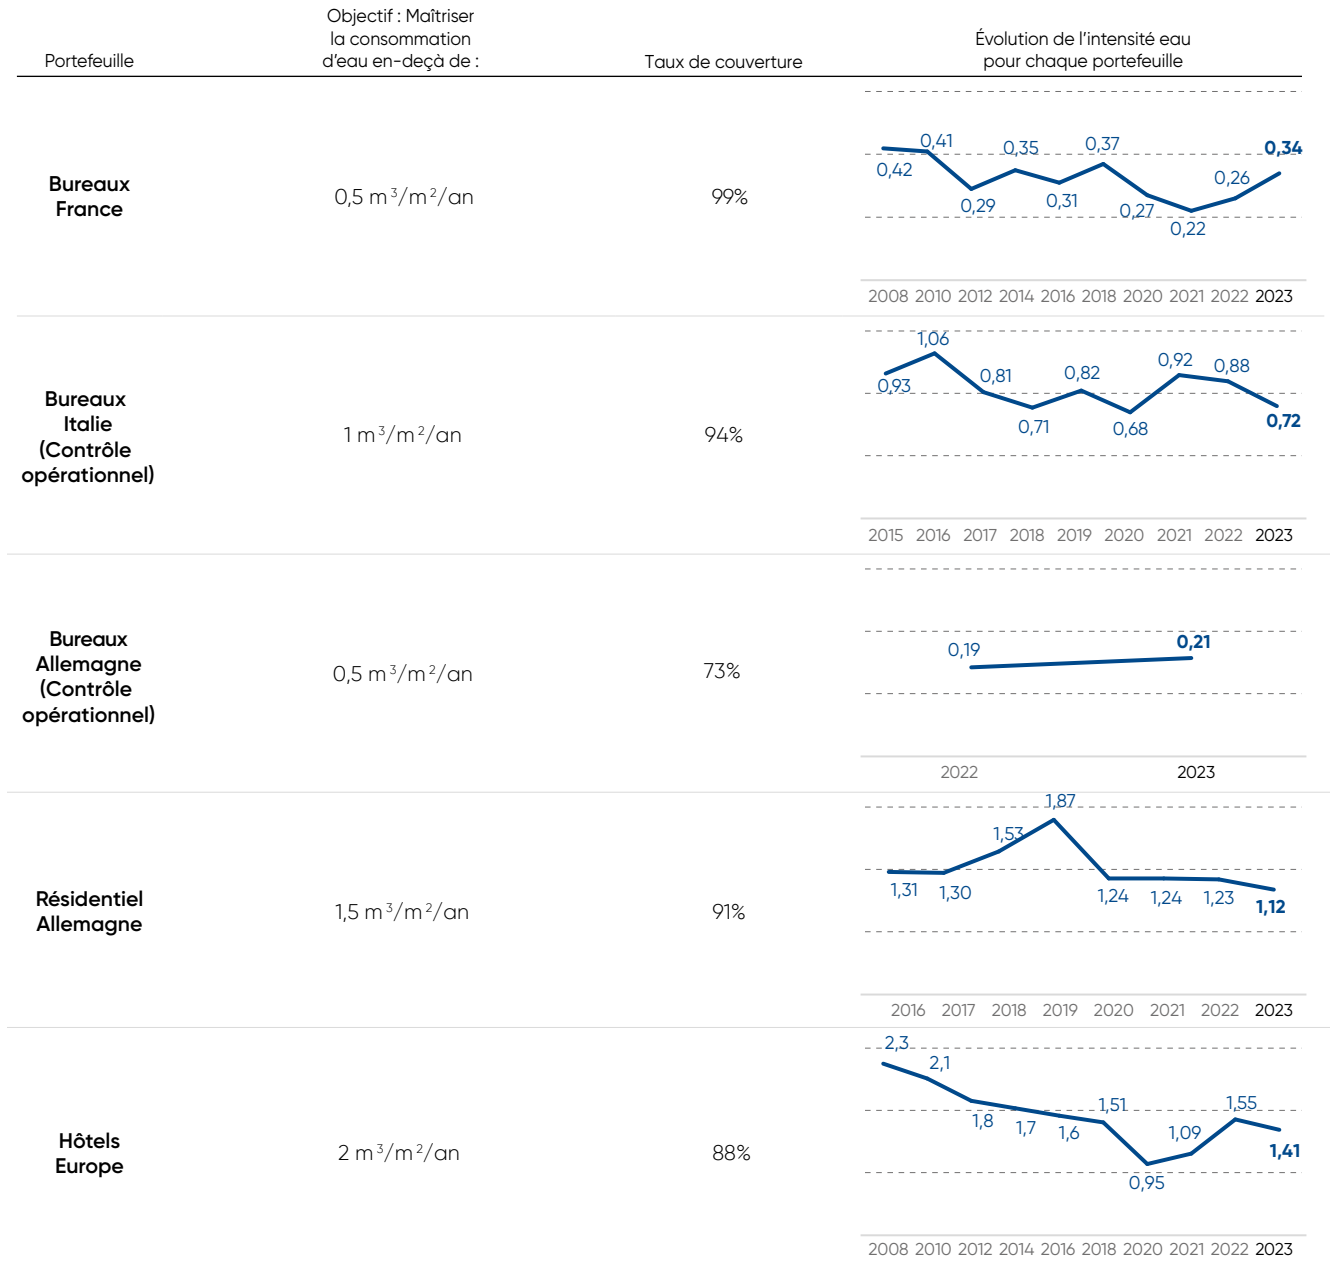 Portefeuille
Objectif : Maîtriser
la consommation
d'eau en-deçà de :
Taux de couverture
Évolution de l'intensité eau
pour chaque portefeuille
Bureaux
France
0,5 m³/m²/an
99%
0,42
0,41
0,29
0,35
0,31
0,37
0,27
0,22
0,26
0,34
2008 2010 2012 2014 2016 2018 2020 2021 2022 2023
Bureaux
Italie
(Contrôle
opérationnel)
1 m³/m²/an
94%
0,93
1,06
0,81
0,71
0,82
0,68
0,92
0,88
0,72
2015 2016 2017 2018 2019 2020 2021 2022 2023
Bureaux
Allemagne
(Contrôle
opérationnel)
0,5 m³/m²/an
73%
0,19
0,21
2022 2023
Résidentiel
Allemagne
1,5 m³/m²/an
91%
1,31
1,30
1,53
1,87
1,24
1,24
1,23
1,12
2016 2017 2018 2019 2020 2021 2022 2023
Hôtels
Europe
2 m³/m²/an
88%
2,3
2,1
1,8
1,7
1,6
1,51
0,95
1,09
1,55
1,41
2008 2010 2012 2014 2016 2018 2020 2021 2022 2023